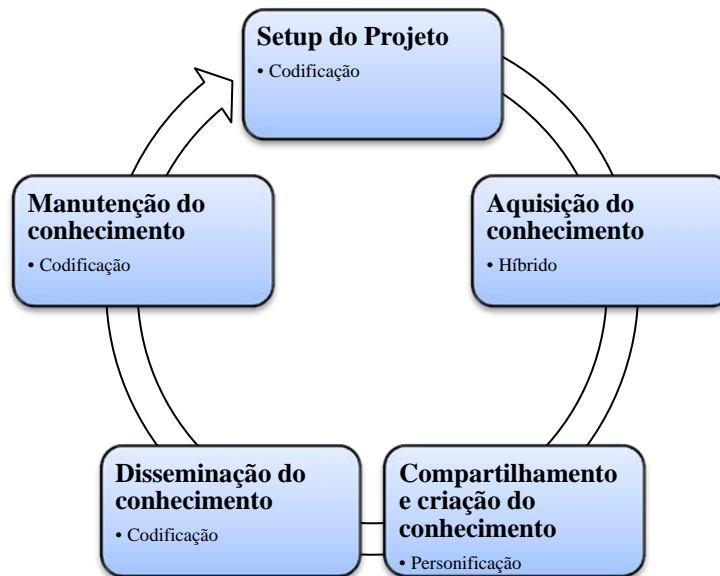 Setup do Projeto
• Codificação
Aquisição do
conhecimento
• Híbrido
Compartilhamento
e criação do
conhecimento
• Personificação
Disseminação do
conhecimento
• Codificação
Manutenção do
conhecimento
• Codificação